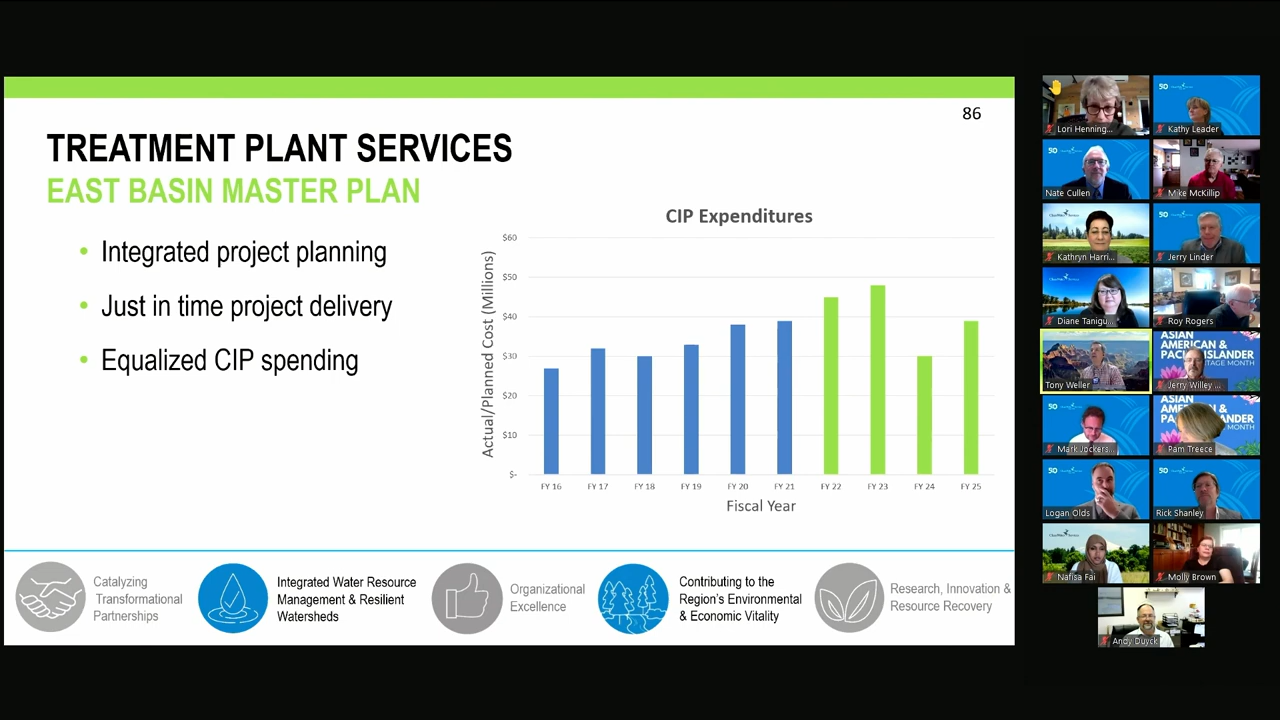 86
TREATMENT PLANT SERVICES
EAST BASIN MASTER PLAN
• Integrated project planning
• Just in time project delivery
• Equalized CIP spending
CIP Expenditures
Actual/Planned Cost (Millions)
$60
$50
$40
$30
$20
$10
$-
FY 16 FY 17 FY 18 FY 19 FY 20 FY 21 FY 22 FY 23 FY 24 FY 25
Fiscal Year
Catalyzing
Transformational
Partnerships
Integrated Water Resource
Management & Resilient
Watersheds
Organizational
Excellence
Contributing to the
Region's Environmental
& Economic Vitality
Research, Innovation &
Resource Recovery
Lori Henning...
50
Kathy Leader
50
Nate Cullen
Mike McKillip
Kathryn Harri...
50
Jerry Linder
Diane Tanigu...
Roy Rogers
Tony Weller
ASIAN
AMERICAN &
PACIFIC ISLANDER
HERITAGE MONTH
Jerry Willey ...
50
Mark Jockers...
ASIAN
AMERICAN &
MONTH
Pam Treece
50
Logan Olds
50
Rick Shanley
Nafisa Fai
Molly Brown
Andy Duyck